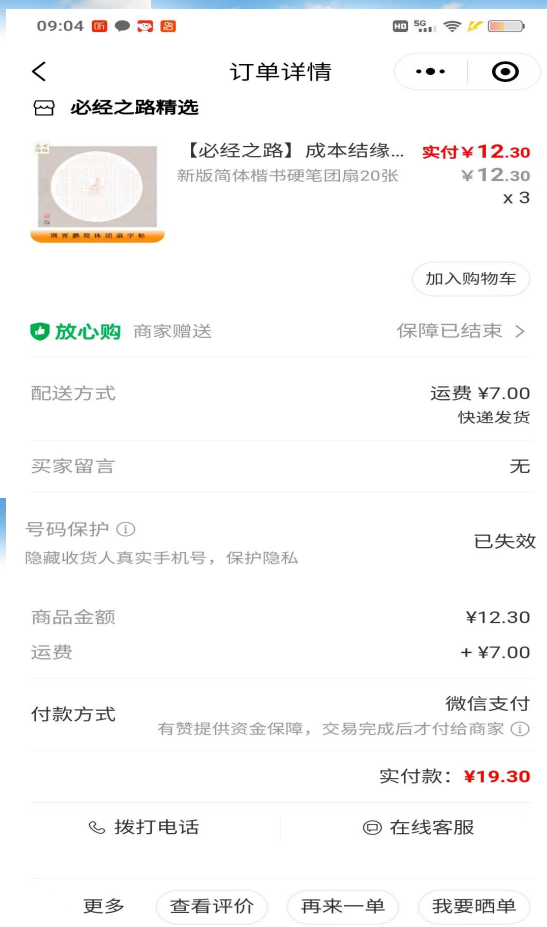 09:04
HD 5G
订单详情
必经之路精选
【必经之路】成本结缘... 实付¥12.30
新版简体楷书硬笔团扇20张 ¥12.30
x 3
加入购物车
放心购 商家赠送 保障已结束
配送方式 运费 ¥7.00
快递发货
买家留言 无
号码保护 已失效
隐藏收货人真实手机号，保护隐私
商品金额 ¥12.30
运费 + ¥7.00
付款方式 微信支付
有赞提供资金保障，交易完成后才付给商家
实付款：¥19.30
拨打电话 在线客服
更多 查看评价 再来一单 我要晒单